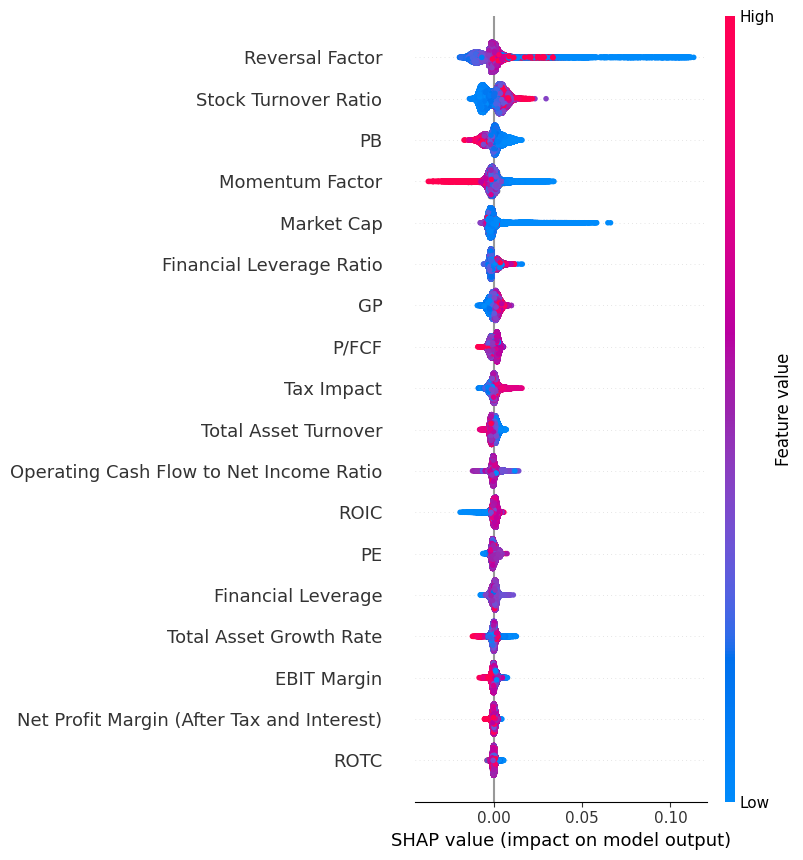 High
Reversal Factor
Stock Turnover Ratio
PB
Momentum Factor
Market Cap
Financial Leverage Ratio
GP
P/FCF
Tax Impact
Total Asset Turnover
Operating Cash Flow to Net Income Ratio
ROIC
PE
Financial Leverage
Total Asset Growth Rate
EBIT Margin
Net Profit Margin (After Tax and Interest)
ROTC
Feature value
Low
0.00 0.05 0.10
SHAP value (impact on model output)